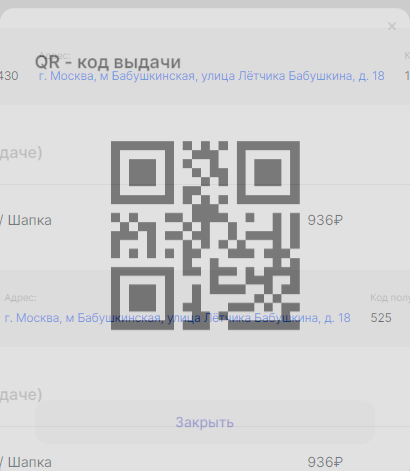 ×
Адрес:
QR - код выдачи
430 г. Москва, м Бабушкинская, улица Лётчика Бабушкина, д. 18 1
даче)
/ Шапка 936₽
Адрес: Код полу
г. Москва, м Бабушкинская, улица Лётчика Бабушкина, д. 18 525
даче)
Закрыть
/ Шапка 936₽